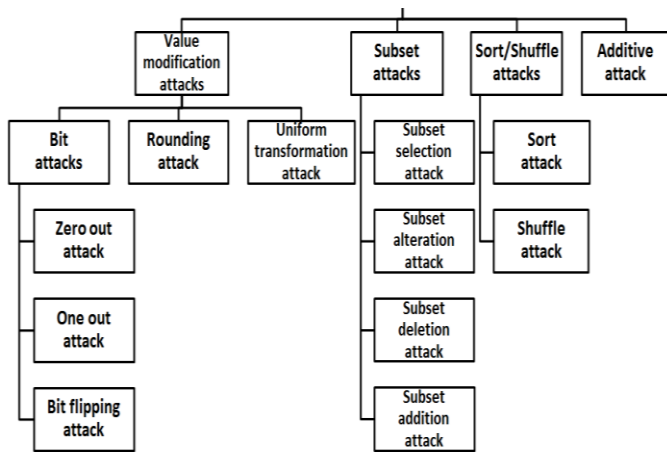 Value
modification
attacks
Subset
attacks
Sort/Shuffle
attacks
Additive
attack
Bit
attacks
Rounding
attack
Uniform
transformation
attack
Subset
selection
attack
Sort
attack
Zero out
attack
Subset
alteration
attack
Shuffle
attack
One out
attack
Subset
deletion
attack
Bit flipping
attack
Subset
addition
attack